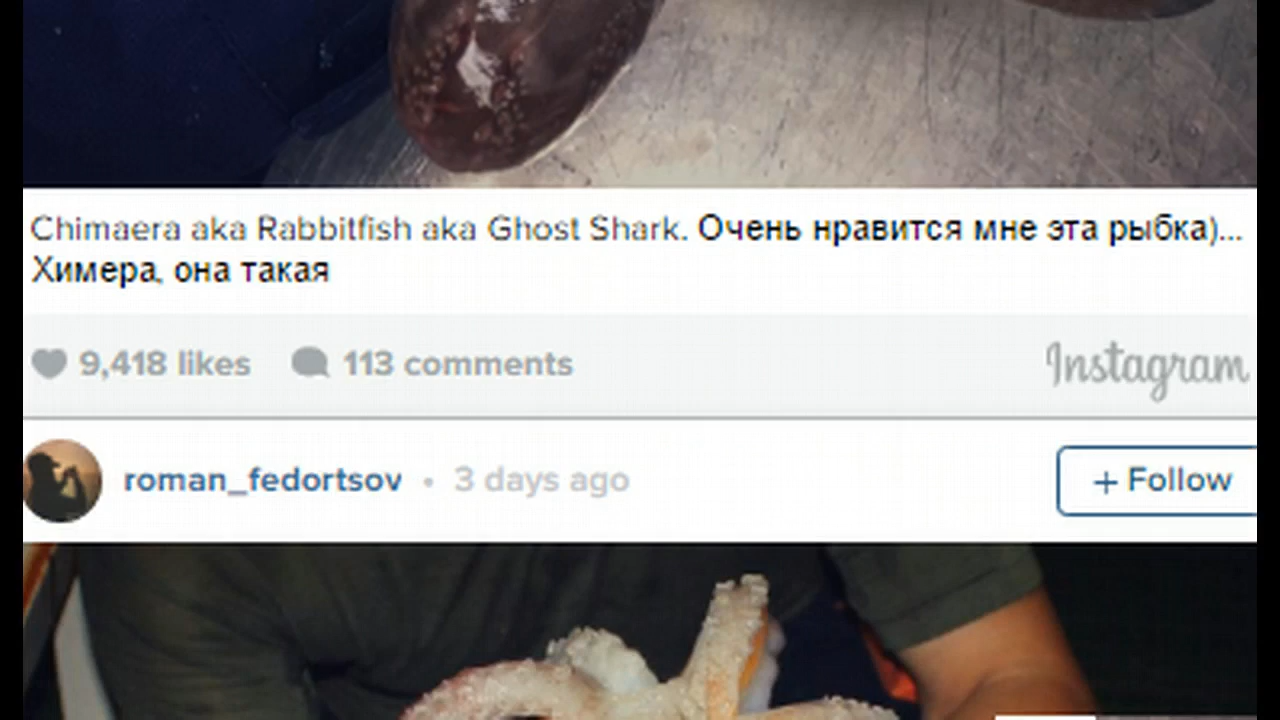 Chimaera aka Rabbitfish aka Ghost Shark. Очень нравится мне эта рыбка)...
Химера, она такая
9,418 likes 113 comments Instagram
roman_fedortsov • 3 days ago + Follow